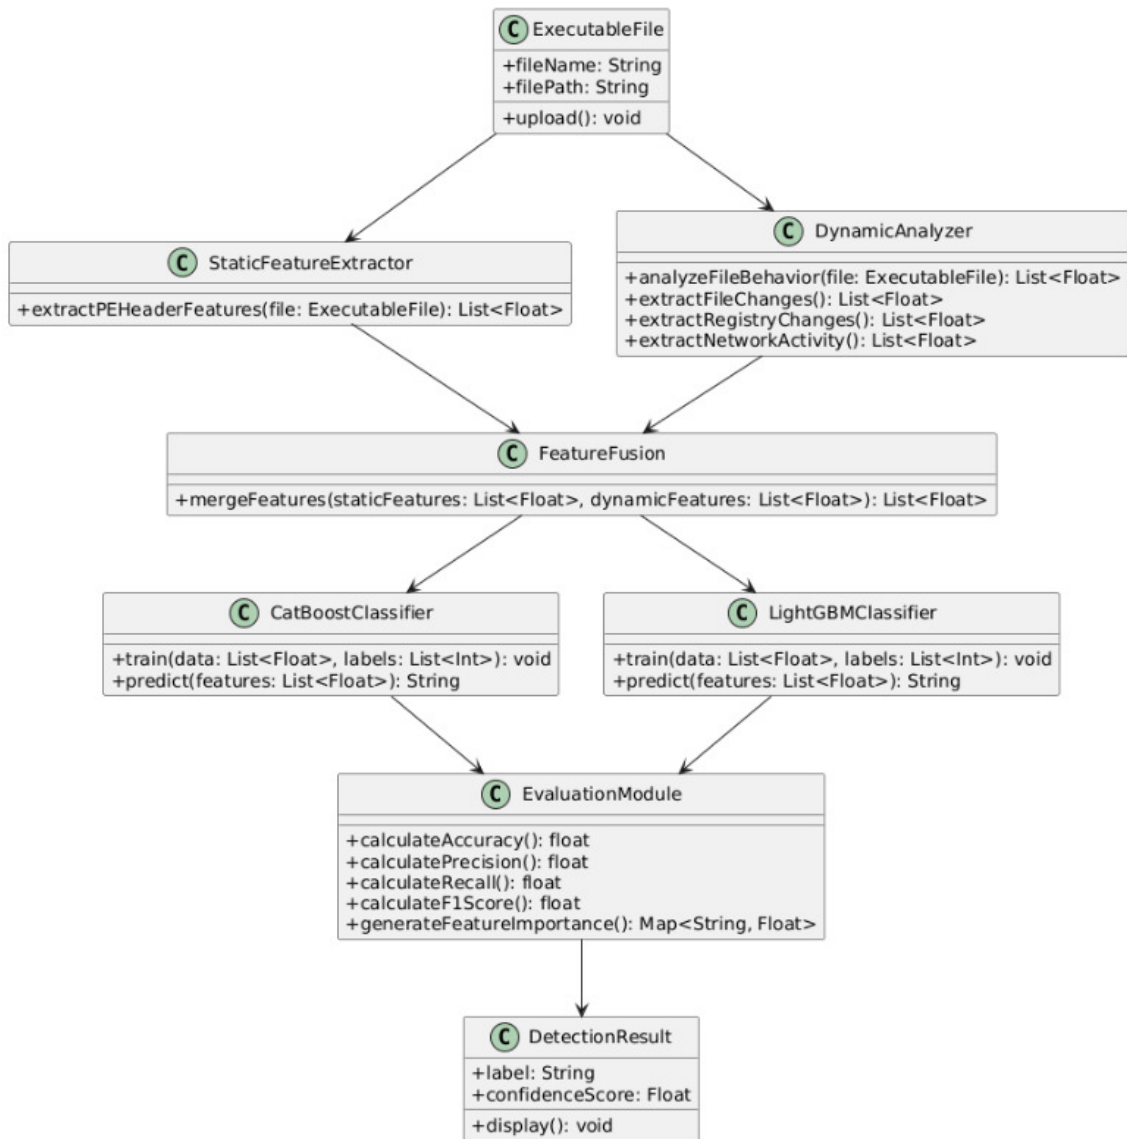 C ExecutableFile
+fileName: String
+filePath: String
+upload(): void
C StaticFeatureExtractor
+extractPEHeaderFeatures(file: ExecutableFile): List<Float>
C DynamicAnalyzer
+analyzeFileBehavior(file: ExecutableFile): List<Float>
+extractFileChanges(): List<Float>
+extractRegistryChanges(): List<Float>
+extractNetworkActivity(): List<Float>
C FeatureFusion
+mergeFeatures(staticFeatures: List<Float>, dynamicFeatures: List<Float>): List<Float>
C CatBoostClassifier
+train(data: List<Float>, labels: List<Int>): void
+predict(features: List<Float>): String
C LightGBMClassifier
+train(data: List<Float>, labels: List<Int>): void
+predict(features: List<Float>): String
C EvaluationModule
+calculateAccuracy(): float
+calculatePrecision(): float
+calculateRecall(): float
+calculateF1Score(): float
+generateFeatureImportance(): Map<String, Float>
C DetectionResult
+label: String
+confidenceScore: Float
+display(): void